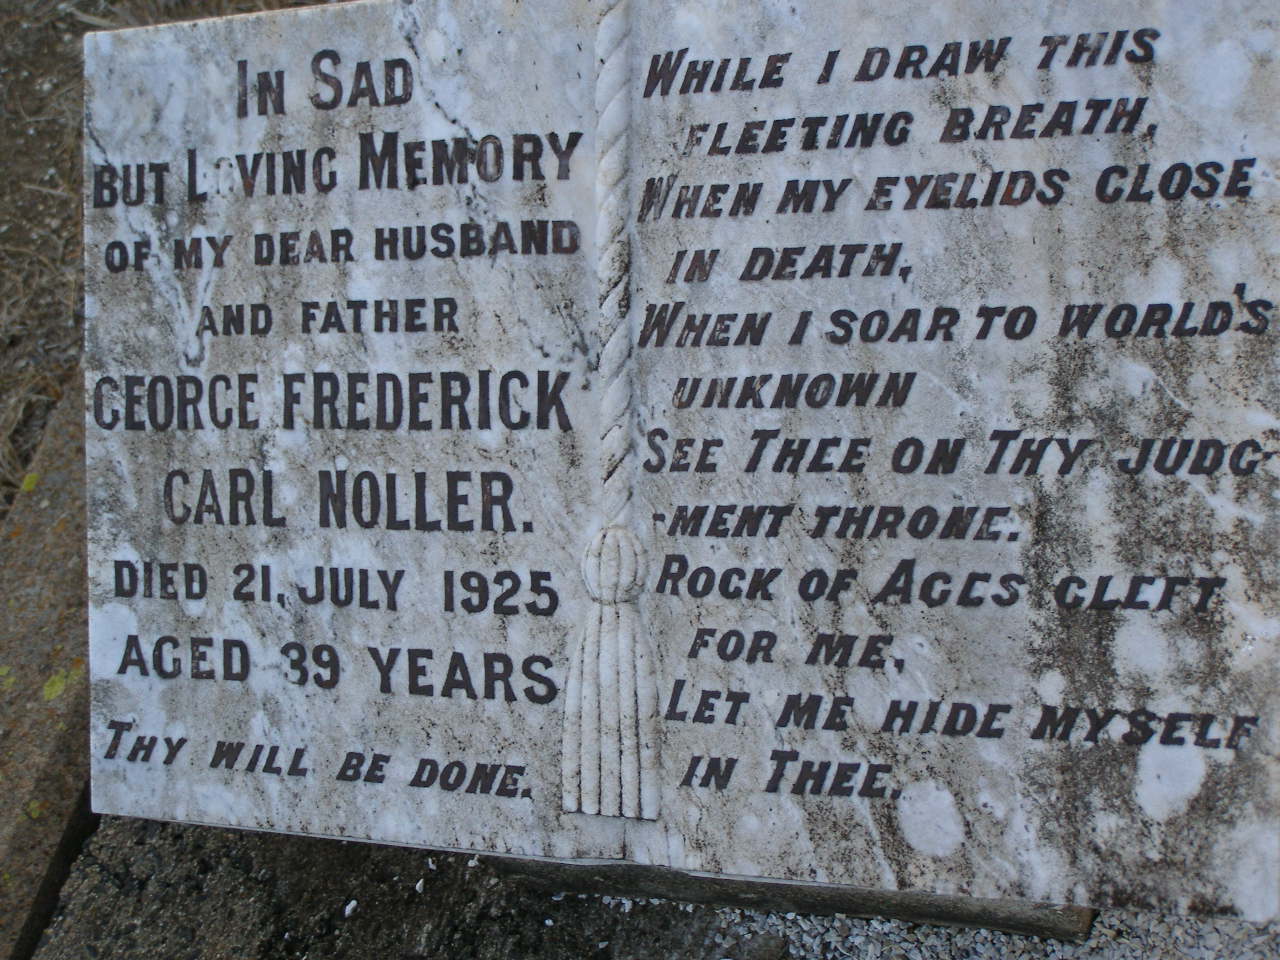 IN SAD
BUT LOVING MEMORY
OF MY DEAR HUSBAND
AND FATHER
GEORGE FREDERICK
CARL NOLLER.
DIED 21, JULY 1925
AGED 39 YEARS
THY WILL BE DONE.
WHILE I DRAW THIS
FLEETING BREATH,
WHEN MY EYELIDS CLOSE
IN DEATH,
WHEN I SOAR TO WORLD'S
UNKNOWN
SEE THEE ON THY JUDG-
-MENT THRONE.
ROCK OF AGES CLEFT
FOR ME,
LET ME HIDE MYSELF
IN THEE.